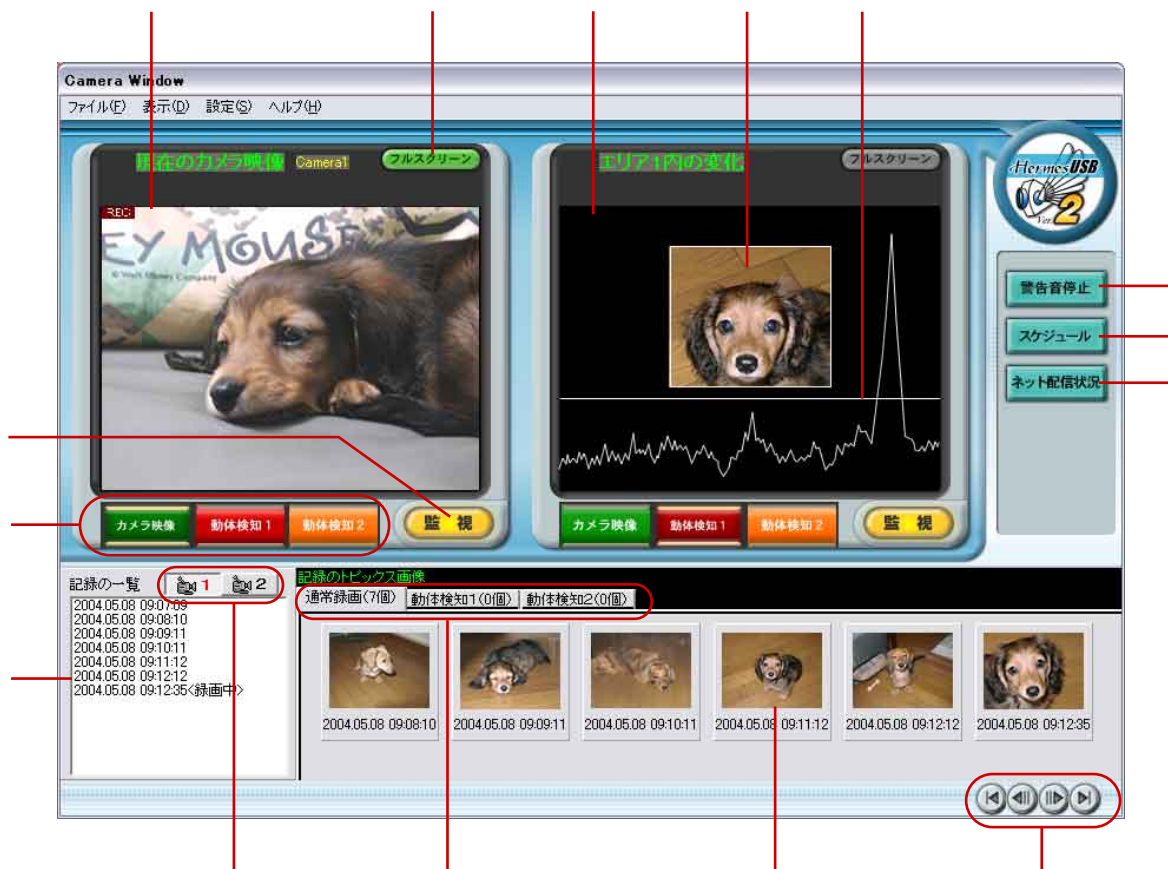 Camera Window
ファイル(F) 表示(D) 設定(S) ヘルプ(H)
現在のカメラ映像 Camera1 フルスクリーン
エリア1内の変化 フルスクリーン
HermesUSB
Ver.2
REC
EY MOUSE
© Walt Disney Company
警告音停止
スケジュール
ネット配信状況
カメラ映像 動体検知1 動体検知2 監視
カメラ映像 動体検知1 動体検知2 監視
記録の一覧 1 2
記録のトピックス画像
通常録画(7個) 動体検知1(0個) 動体検知2(0個)
2004.05.08 09:07:09
2004.05.08 09:08:10
2004.05.08 09:09:11
2004.05.08 09:10:11
2004.05.08 09:11:12
2004.05.08 09:12:12
2004.05.08 09:12:35<録画中>
2004.05.08 09:08:10 2004.05.08 09:09:11 2004.05.08 09:10:11 2004.05.08 09:11:12 2004.05.08 09:12:12 2004.05.08 09:12:35